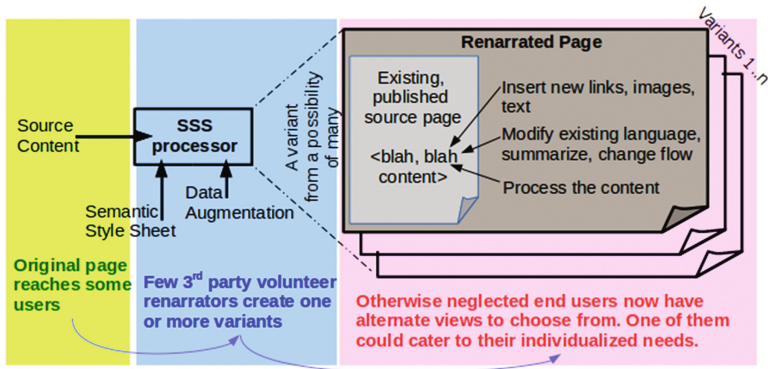 Source
Content
SSS
processor
Semantic
Style Sheet
Data
Augmentation
A variant
from a possibility
of many
Renarrated Page
Variants 1..n
Existing,
published
source page
<blah, blah
content>
Insert new links, images,
text
Modify existing language,
summarize, change flow
Process the content
Original page
reaches some
users
Few 3rd party volunteer
renarrators create one
or more variants
Otherwise neglected end users now have
alternate views to choose from. One of them
could cater to their individualized needs.